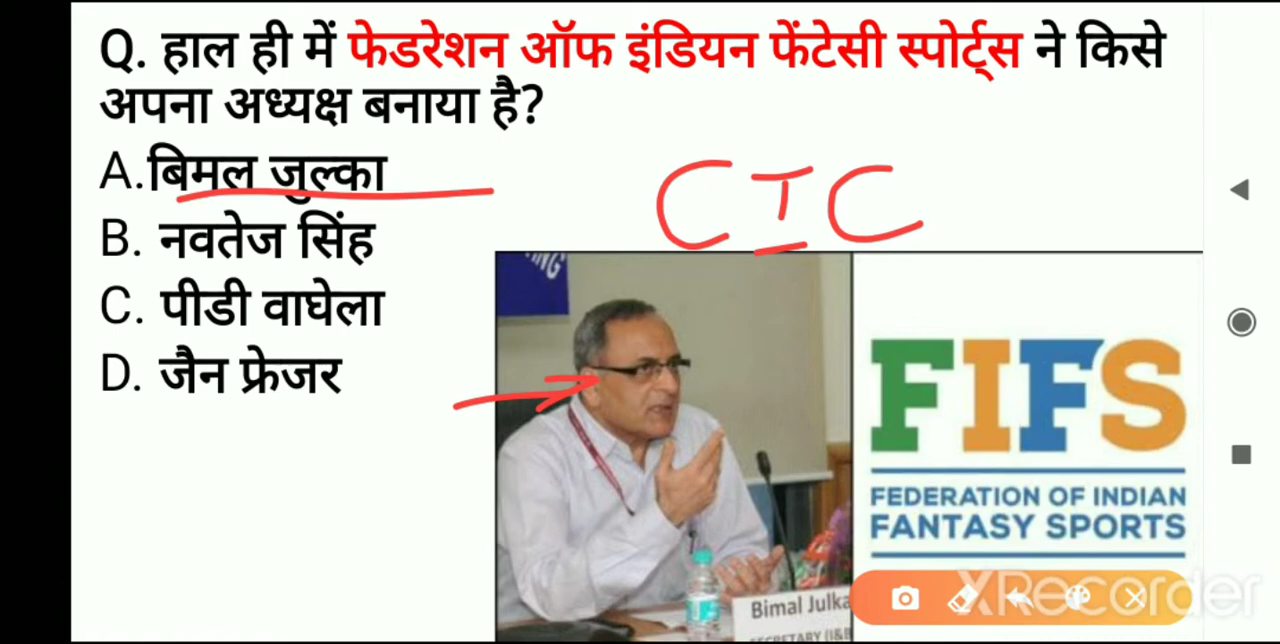 Q. हाल ही में फेडरेशन ऑफ इंडियन फेंटेसी स्पोर्ट्स ने किसे
अपना अध्यक्ष बनाया है?
A.बिमल जुल्का
B. नवतेज सिंह
C. पीडी वाघेला
D. जैन फ्रेजर
CIC
FIFS
FEDERATION OF INDIAN
FANTASY SPORTS
Bimal Julka
XRecorder